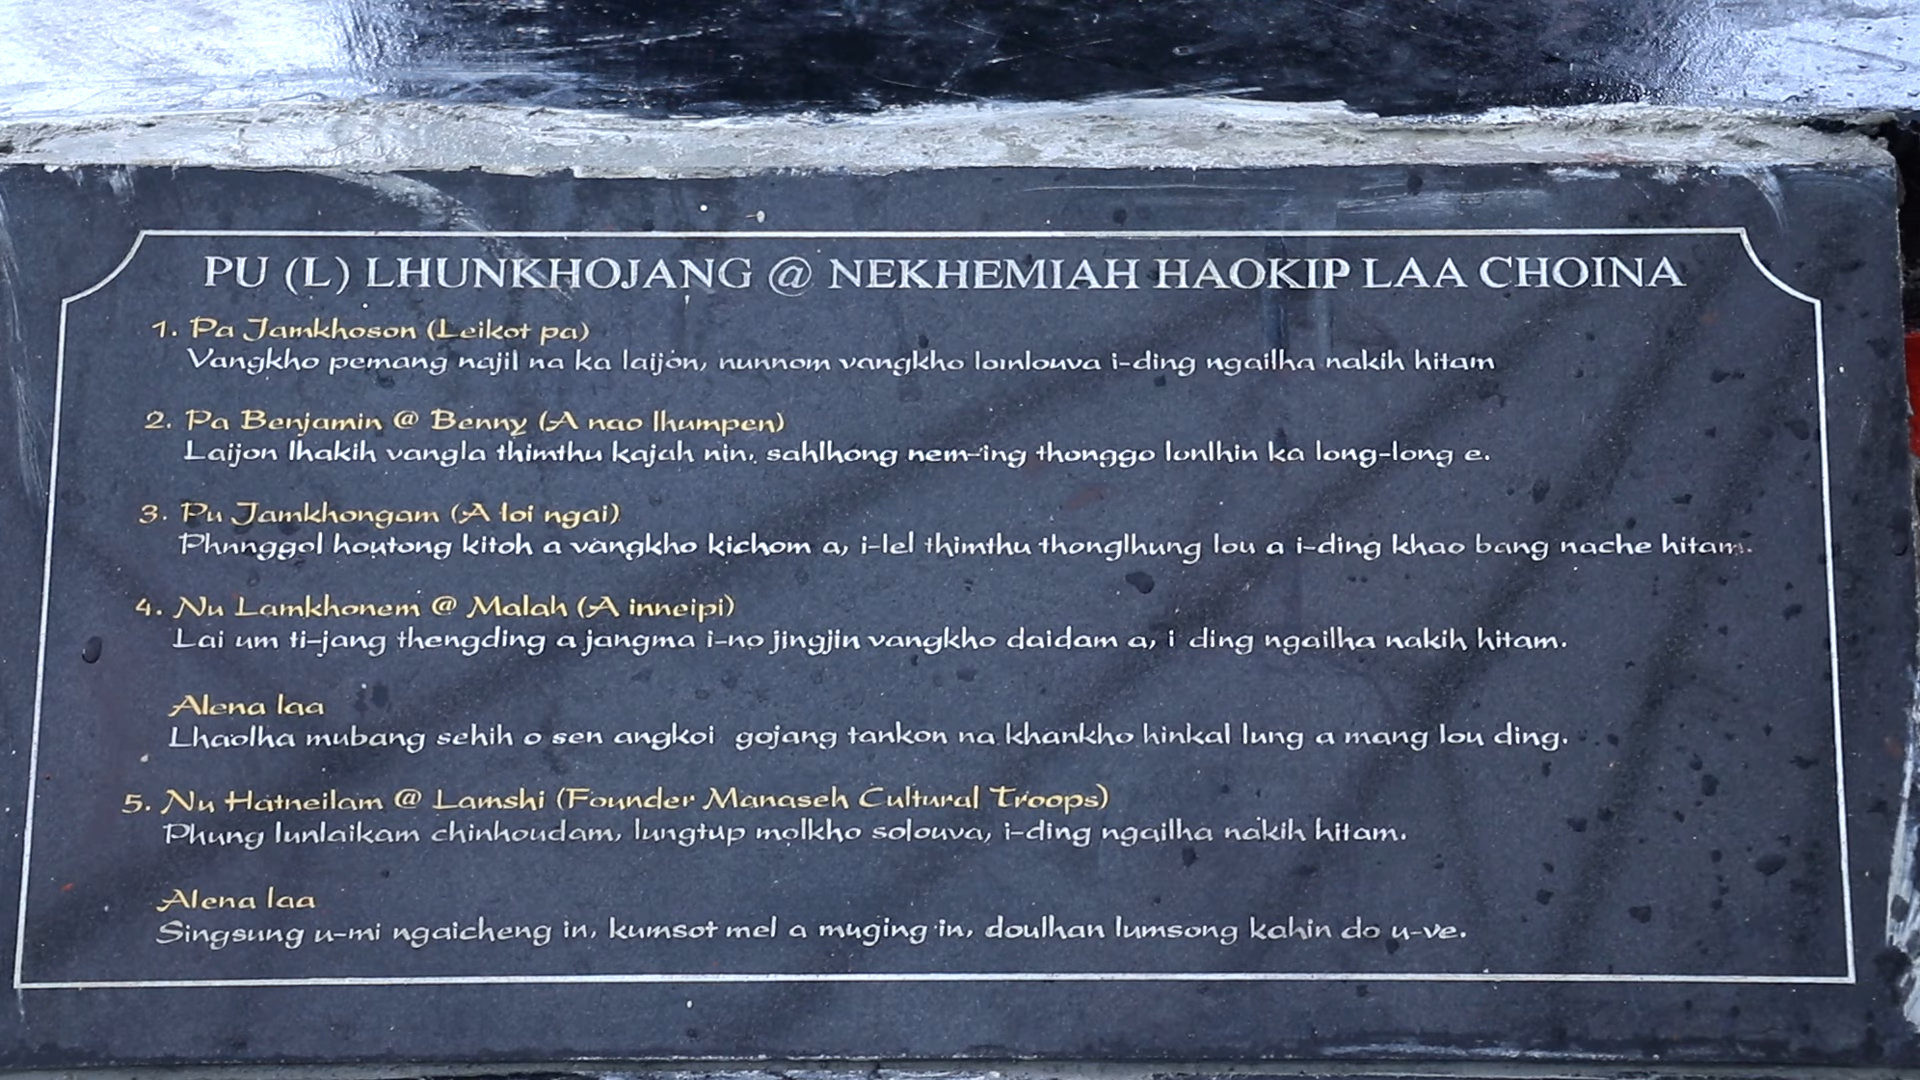 PU (L) LHUNKHOJANG @ NEKHEMIAH HAOKIP LAA CHOINA
1. Pa Jamkhoson (Leikot pa)
Vangkho pemang najil na ka laijon, nunnom vangkho loinlouva i-ding ngailha nakih hitam
2. Pa Benjamin @ Benny (A nao lhumpen)
Laijon lhakih vangla thimthu kajah nin, sahlhong nem-ing thonggo lunlhin ka long-long e.
3. Pu Jamkhongam (A loi ngai)
Phnnggol houtong kitoh a vangkho kichom a, i-lel thimthu thonglhung lou a i-ding khao bang nache hitam.
4. Nu Lamkhonem @ Malah (A inneipi)
Lai um ti-jang thengding a jangma i-no jingjin vangkho daidam a, i ding ngailha nakih hitam.
Alena laa
Lhaolha mubang sehih o sen angkoi gojang tankon na khankho hinkal lung a mang lou ding.
5. Nu Hatneilam @ Lamshi (Founder Manaseh Cultural Troops)
Phung lunlaikam chinhoudam, lungtup molkho solouva, i-ding ngailha nakih hitam.
Alena laa
Singsung u-mi ngaicheng in, kumsot mel a muging in, doulhan lumsong kahin do u-ve.